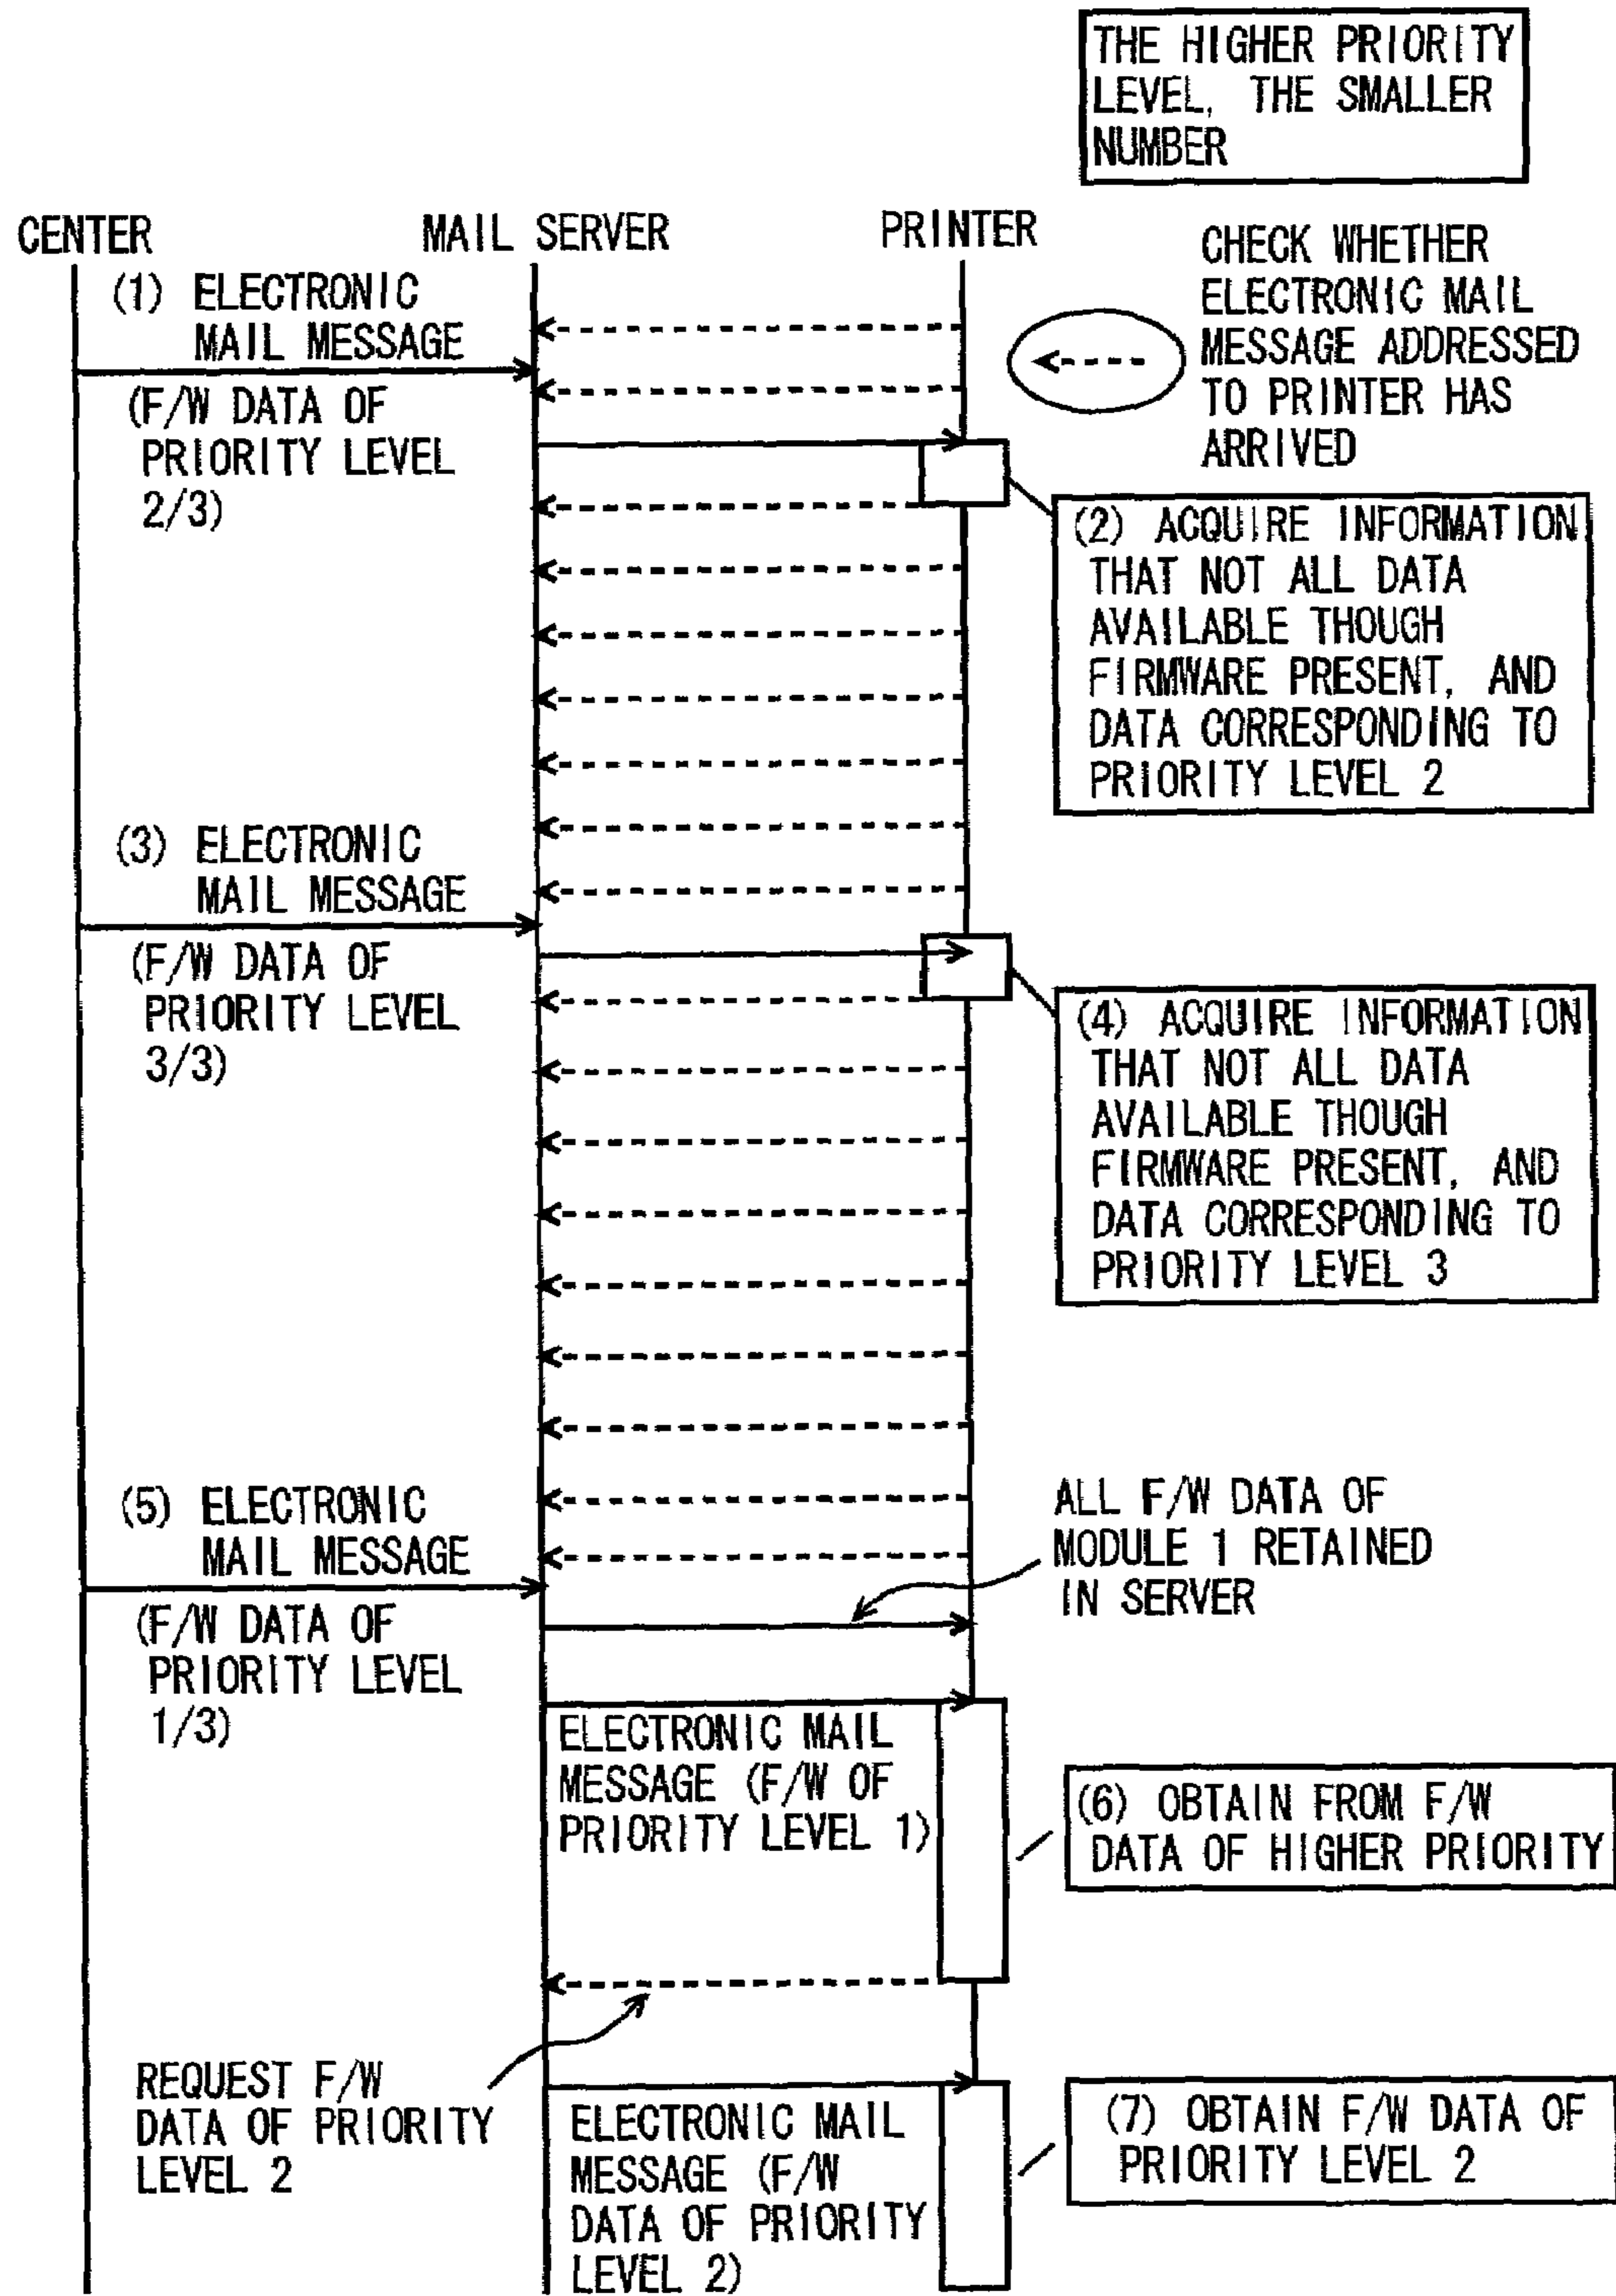 THE HIGHER PRIORITY
LEVEL, THE SMALLER
NUMBER
CENTER
MAIL SERVER
PRINTER
CHECK WHETHER
ELECTRONIC MAIL
MESSAGE ADDRESSED
TO PRINTER HAS
ARRIVED
(1) ELECTRONIC
MAIL MESSAGE
(F/W DATA OF
PRIORITY LEVEL
2/3)
(2) ACQUIRE INFORMATION
THAT NOT ALL DATA
AVAILABLE THOUGH
FIRMWARE PRESENT, AND
DATA CORRESPONDING TO
PRIORITY LEVEL 2
(3) ELECTRONIC
MAIL MESSAGE
(F/W DATA OF
PRIORITY LEVEL
3/3)
(4) ACQUIRE INFORMATION
THAT NOT ALL DATA
AVAILABLE THOUGH
FIRMWARE PRESENT, AND
DATA CORRESPONDING TO
PRIORITY LEVEL 3
(5) ELECTRONIC
MAIL MESSAGE
(F/W DATA OF
PRIORITY LEVEL
1/3)
ALL F/W DATA OF
MODULE 1 RETAINED
IN SERVER
ELECTRONIC MAIL
MESSAGE (F/W OF
PRIORITY LEVEL 1)
(6) OBTAIN FROM F/W
DATA OF HIGHER PRIORITY
REQUEST F/W
DATA OF PRIORITY
LEVEL 2
ELECTRONIC MAIL
MESSAGE (F/W
DATA OF PRIORITY
LEVEL 2)
(7) OBTAIN F/W DATA OF
PRIORITY LEVEL 2